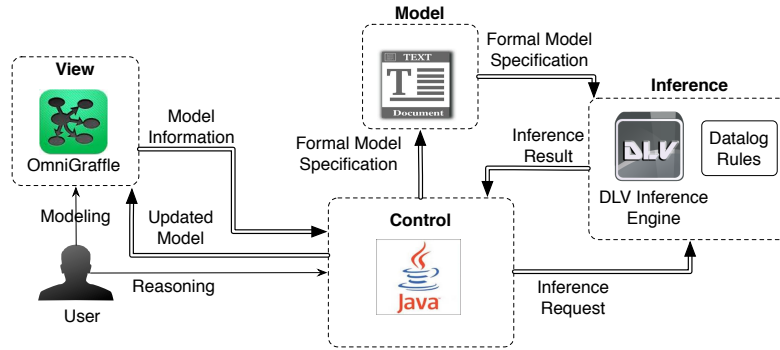 Model
TEXT
T
Document
Formal Model
Specification
View
OmniGraffle
Model
Information
Formal Model
Specification
Inference
Result
Inference
DLV
DLV Inference
Engine
Datalog
Rules
Modeling
Updated
Model
Control
Java
Reasoning
User
Inference
Request